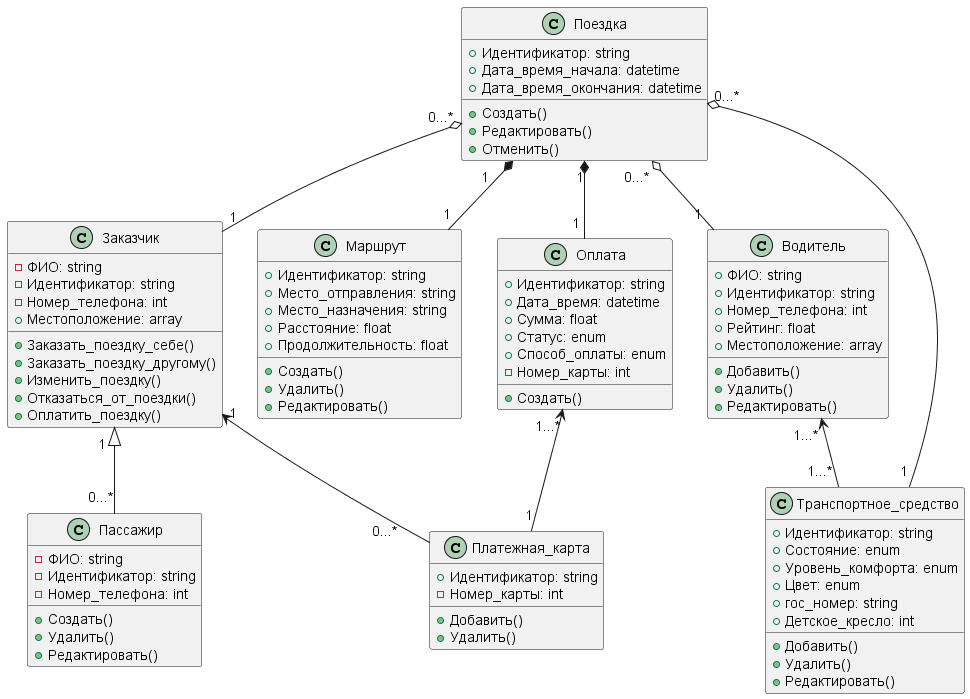 C Поездка
Идентификатор: string
Дата_время_начала: datetime
Дата_время_окончания: datetime
Создать()
Редактировать()
Отменить()
0...*
0...*
1
1
0...*
1
1
1
1
C Заказчик
ФИО: string
Идентификатор: string
Номер_телефона: int
Местоположение: array
Заказать_поездку_себе()
Заказать_поездку_другому()
Изменить_поездку()
Отказаться_от_поездки()
Оплатить_поездку()
C Маршрут
Идентификатор: string
Место_отправления: string
Место_назначения: string
Расстояние: float
Продолжительность: float
Создать()
Удалить()
Редактировать()
C Оплата
Идентификатор: string
Дата_время: datetime
Сумма: float
Статус: enum
Способ_оплаты: enum
Номер_карты: int
Создать()
C Водитель
ФИО: string
Идентификатор: string
Номер_телефона: int
Рейтинг: float
Местоположение: array
Добавить()
Удалить()
Редактировать()
1
1
1...*
1...*
0...*
0...*
1
1...*
1
C Пассажир
ФИО: string
Идентификатор: string
Номер_телефона: int
Создать()
Удалить()
Редактировать()
C Платежная_карта
Идентификатор: string
Номер_карты: int
Добавить()
Удалить()
C Транспортное_средство
Идентификатор: string
Состояние: enum
Уровень_комфорта: enum
Цвет: enum
гос_номер: string
Детское_кресло: int
Добавить()
Удалить()
Редактировать()